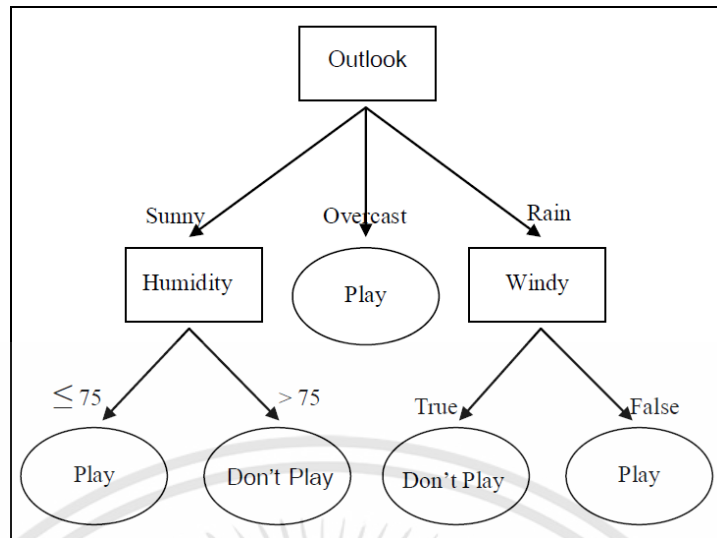 Outlook
Sunny
Overcast
Rain
Humidity
Play
Windy
≤ 75
> 75
True
False
Play
Don't Play
Don't Play
Play